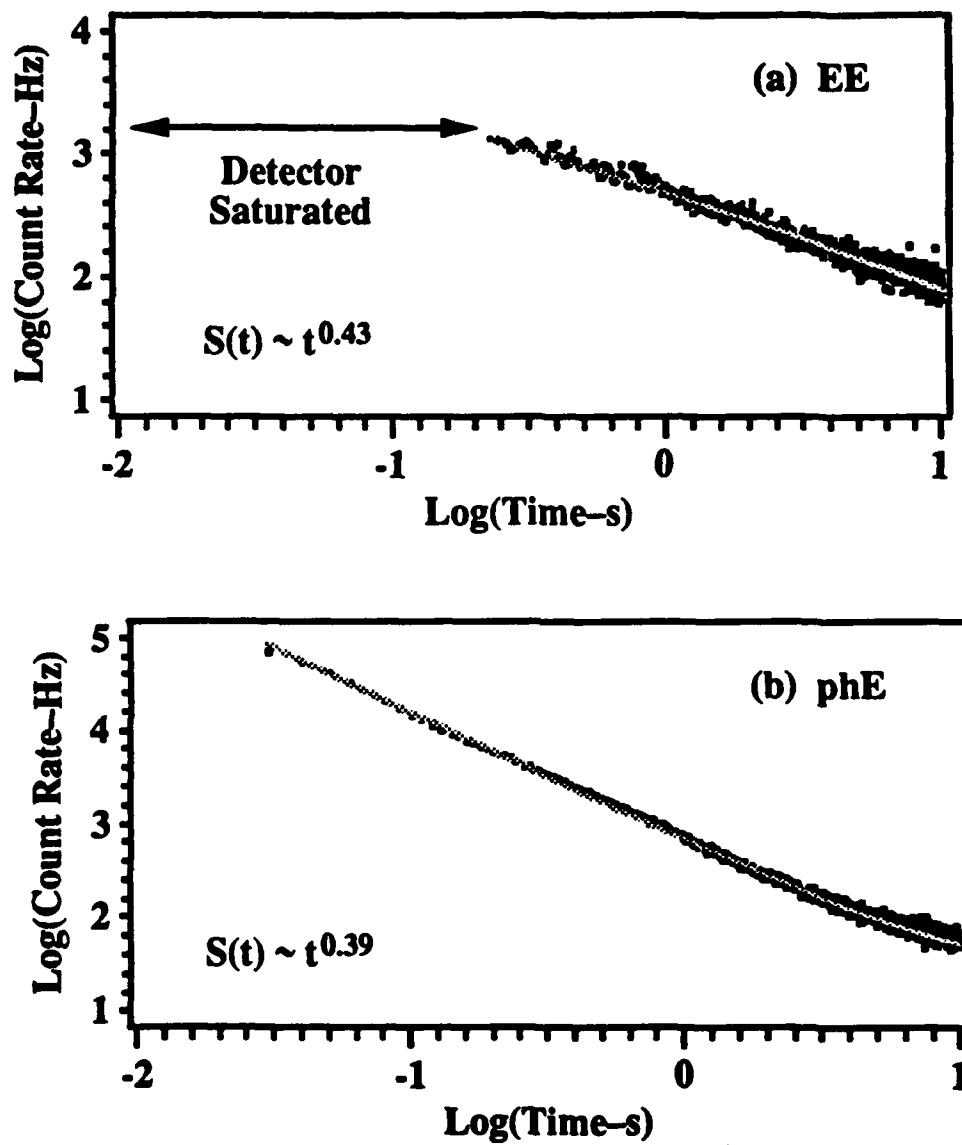 4
3
2
1
Log(Count Rate–Hz)
(a) EE
Detector
Saturated
S(t) ~ t^0.43
-2 -1 0 1
Log(Time–s)
5
4
3
2
1
Log(Count Rate–Hz)
(b) phE
S(t) ~ t^0.39
-2 -1 0 1
Log(Time–s)